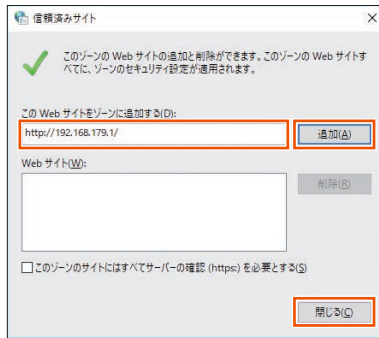 信頼済みサイト
このゾーンの Web サイトの追加と削除ができます。このゾーンの Web サイトす
べてに、ゾーンのセキュリティ設定が適用されます。
この Web サイトをゾーンに追加する(D):
http://192.168.179.1/
追加(A)
Web サイト(W):
削除(R)
このゾーンのサイトにはすべてサーバーの確認 (https:) を必要とする(S)
閉じる(C)